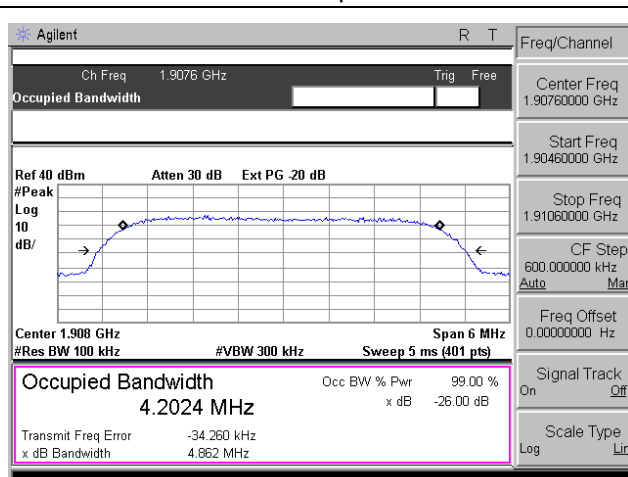 Agilent R T
Freq/Channel
Ch Freq 1.9076 GHz Trig Free
Occupied Bandwidth
Center Freq
1.90760000 GHz
Start Freq
1.90460000 GHz
Ref 40 dBm Atten 30 dB Ext PG -20 dB
#Peak
Log
10
dB/
Stop Freq
1.91060000 GHz
CF Step
600.000000 kHz
Auto Man
Freq Offset
0.00000000 Hz
Center 1.908 GHz Span 6 MHz
#Res BW 100 kHz #VBW 300 kHz Sweep 5 ms (401 pts)
Occupied Bandwidth Occ BW % Pwr 99.00 %
4.2024 MHz x dB -26.00 dB
Transmit Freq Error -34.260 kHz
x dB Bandwidth 4.862 MHz
Signal Track
On Off
Scale Type
Log Lin